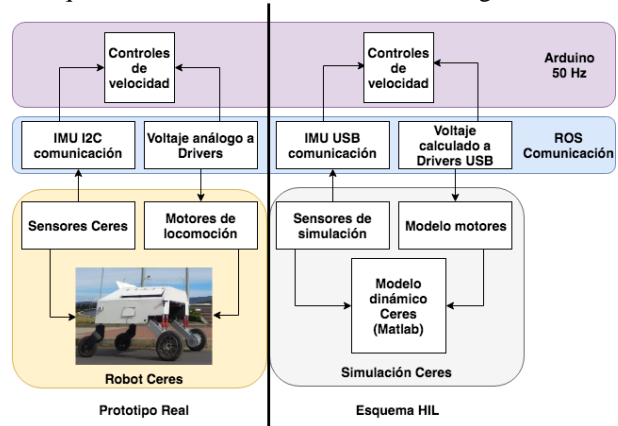 Controles
de
velocidad
Controles
de
velocidad
Arduino
50 Hz
IMU I2C
comunicación
Voltaje análogo a
Drivers
IMU USB
comunicación
Voltaje
calculado a
Drivers USB
ROS
Comunicación
Sensores Ceres
Motores de
locomoción
Sensores de
simulación
Modelo motores
Modelo
dinámico
Ceres
(Matlab)
Robot Ceres
Simulación Ceres
Prototipo Real
Esquema HIL